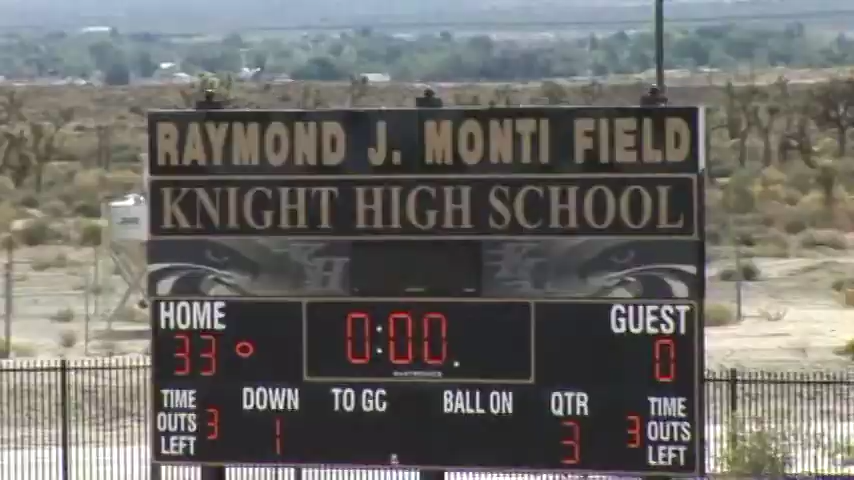 RAYMOND J. MONTI FIELD
KNIGHT HIGH SCHOOL
KH
HOME 0:00. GUEST
33 0
TIME OUTS LEFT 3 DOWN 1 TO GO BALL ON QTR 3 3 TIME OUTS LEFT